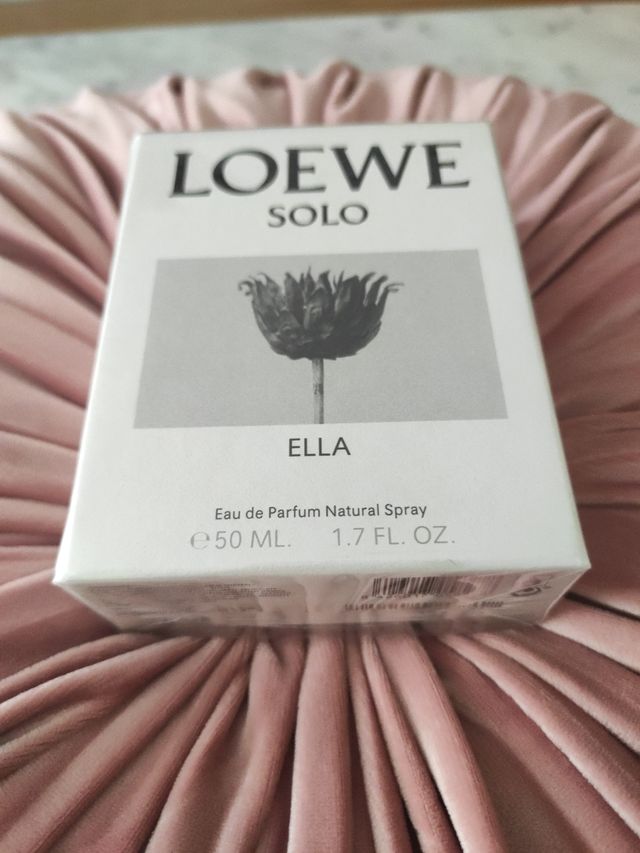 LOEWE
SOLO
ELLA
Eau de Parfum Natural Spray
℮50 ML. 1.7 FL. OZ.